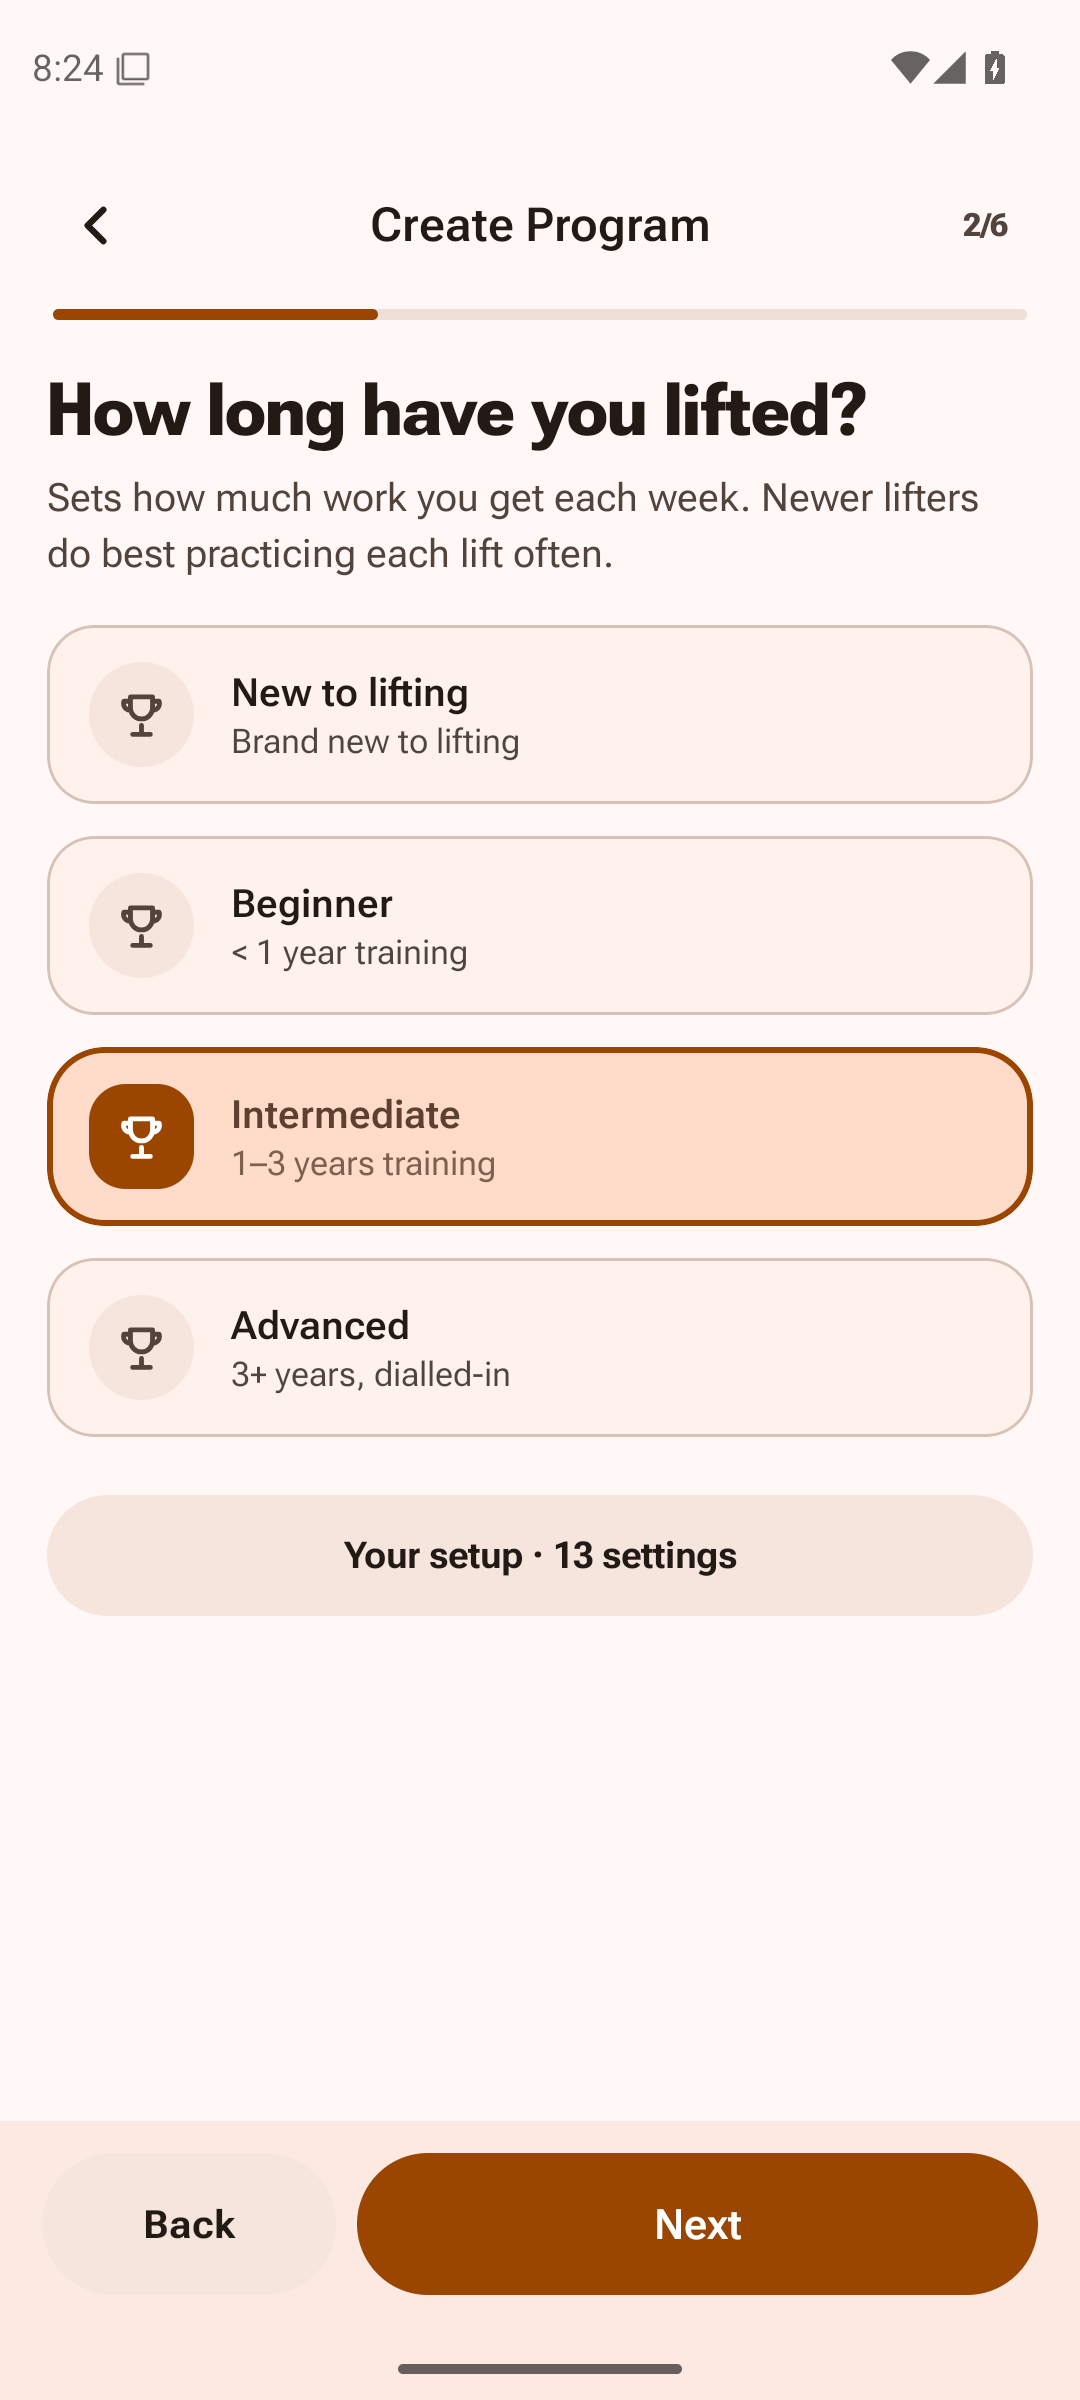 8:24
Create Program
2/6
How long have you lifted?
Sets how much work you get each week. Newer lifters
do best practicing each lift often.
New to lifting
Brand new to lifting
Beginner
< 1 year training
Intermediate
1–3 years training
Advanced
3+ years, dialled-in
Your setup · 13 settings
Back
Next